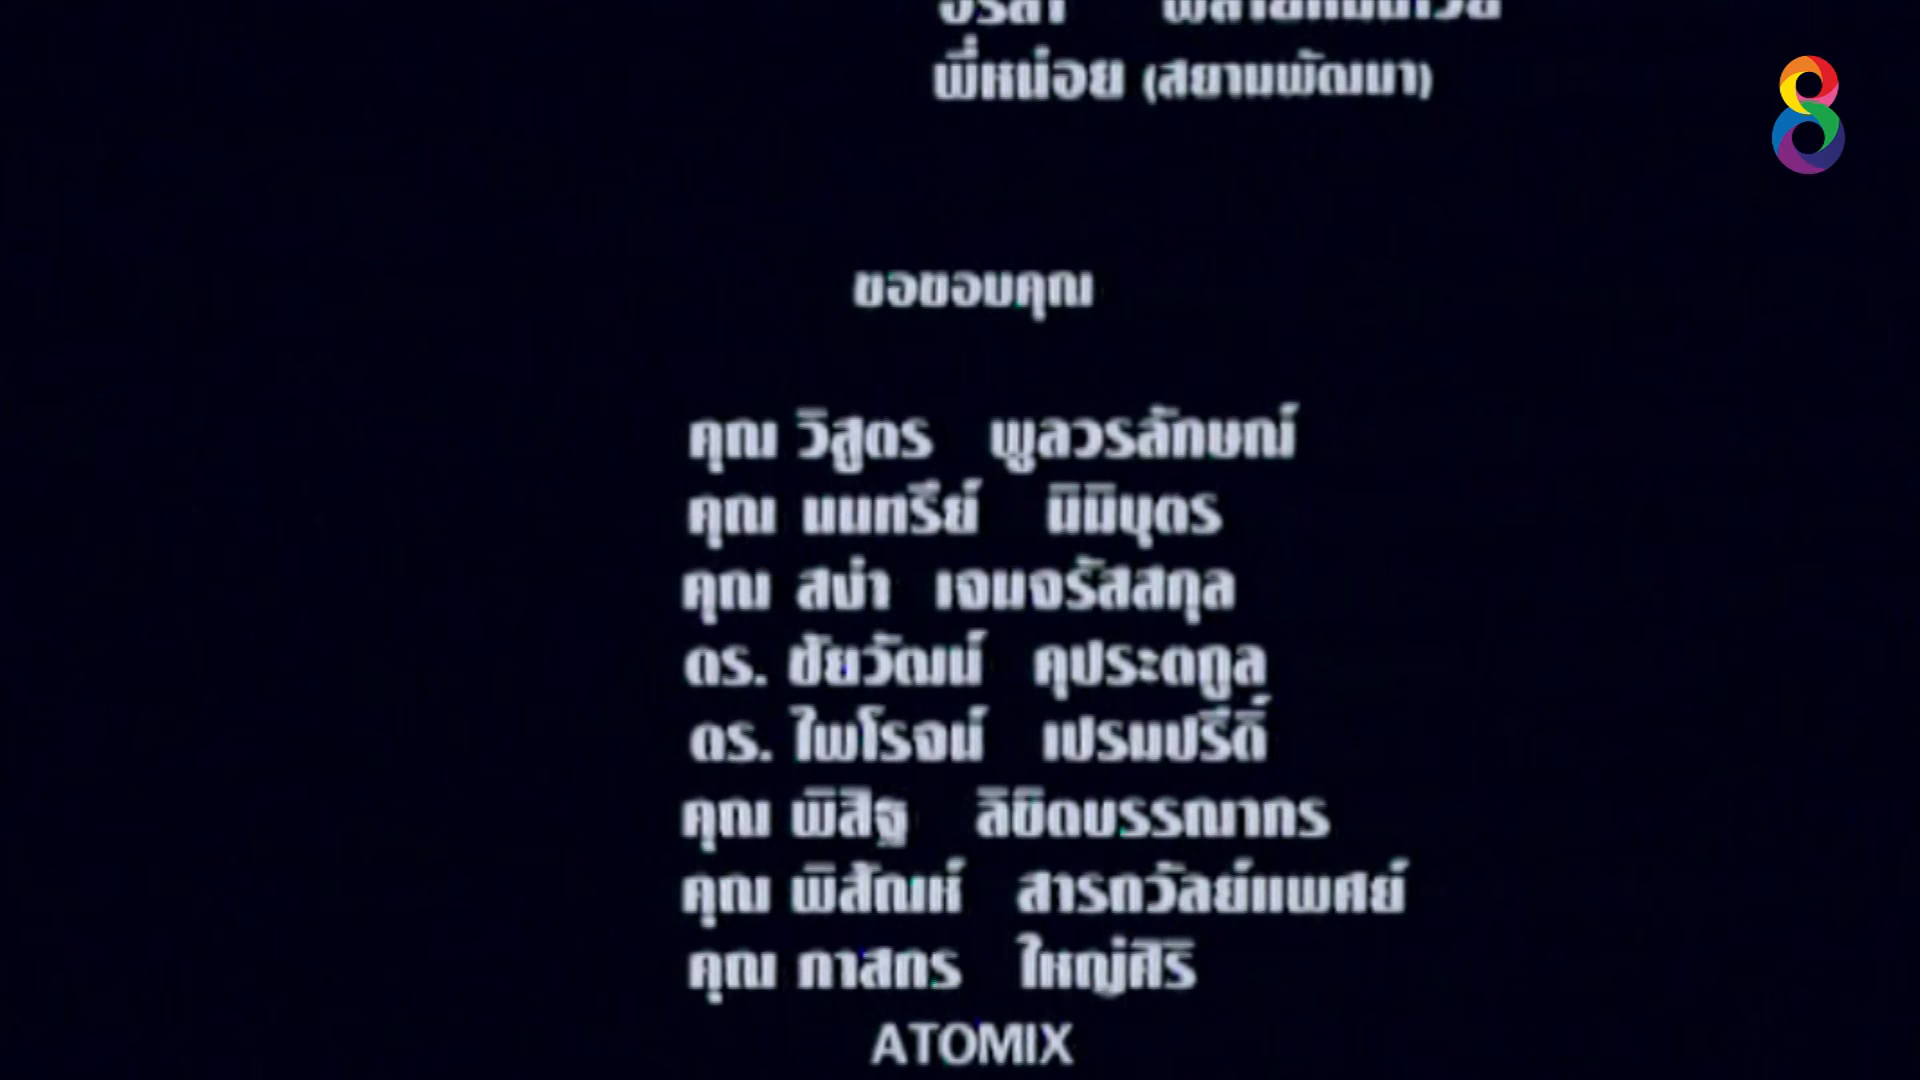 พี่หน่อย (สยามพัฒนา)
ขอขอบคุณ
คุณ วิสูตร พูลวรลักษณ์
คุณ นนทรีย์ นิมิบุตร
คุณ สง่า เจนจรัสสกุล
ดร. ชัยวัฒน์ คุประตกูล
ดร. ไพโรจน์ เปรมปรีดิ์
คุณ พิสิฐ ลิขิตบรรณากร
คุณ พิสัณห์ สารถวัลย์แพศย์
คุณ ภาสกร ใหญ่ศิริ
ATOMIX